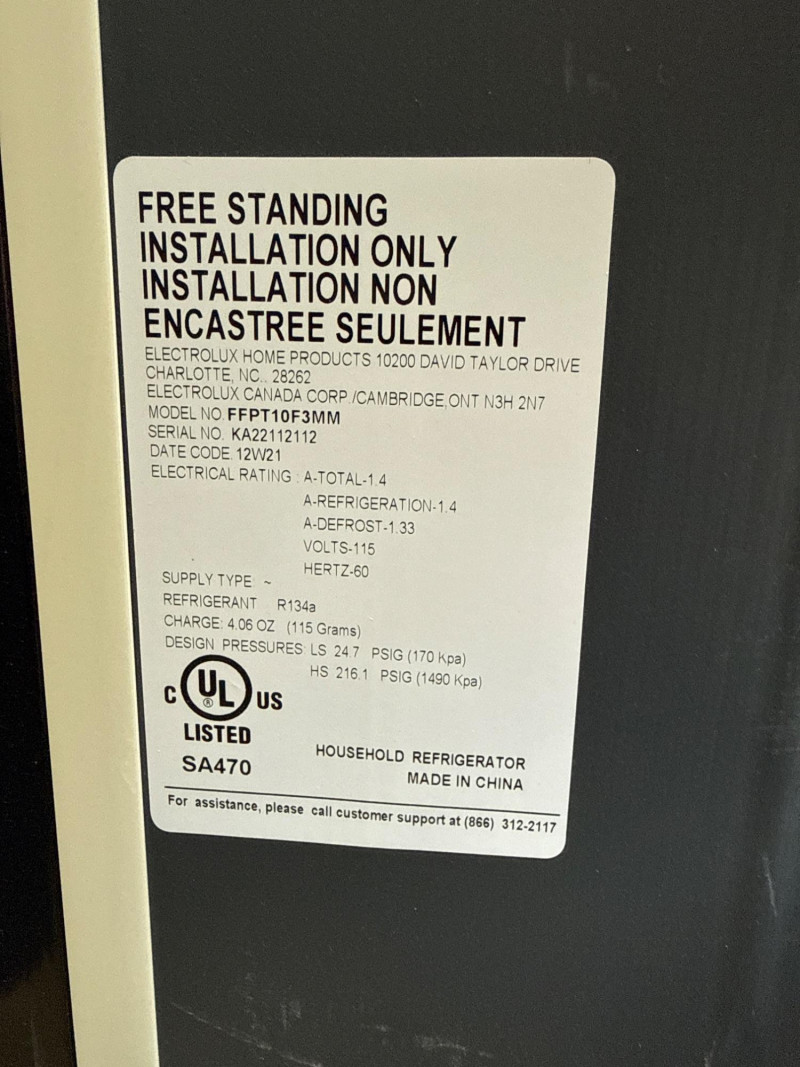 FREE STANDING
INSTALLATION ONLY
INSTALLATION NON
ENCASTREE SEULEMENT
ELECTROLUX HOME PRODUCTS 10200 DAVID TAYLOR DRIVE
CHARLOTTE, NC.. 28262
ELECTROLUX CANADA CORP./CAMBRIDGE,ONT N3H 2N7
MODEL NO. FFPT10F3MM
SERIAL NO. KA22112112
DATE CODE. 12W21
ELECTRICAL RATING : A-TOTAL-1.4
A-REFRIGERATION-1.4
A-DEFROST-1.33
VOLTS-115
HERTZ-60
SUPPLY TYPE ~
REFRIGERANT R134a
CHARGE: 4.06 OZ (115 Grams)
DESIGN PRESSURES: LS 24.7 PSIG (170 Kpa)
HS 216.1 PSIG (1490 Kpa)
C UL ® US
LISTED
SA470
HOUSEHOLD REFRIGERATOR
MADE IN CHINA
For assistance, please call customer support at (866) 312-2117